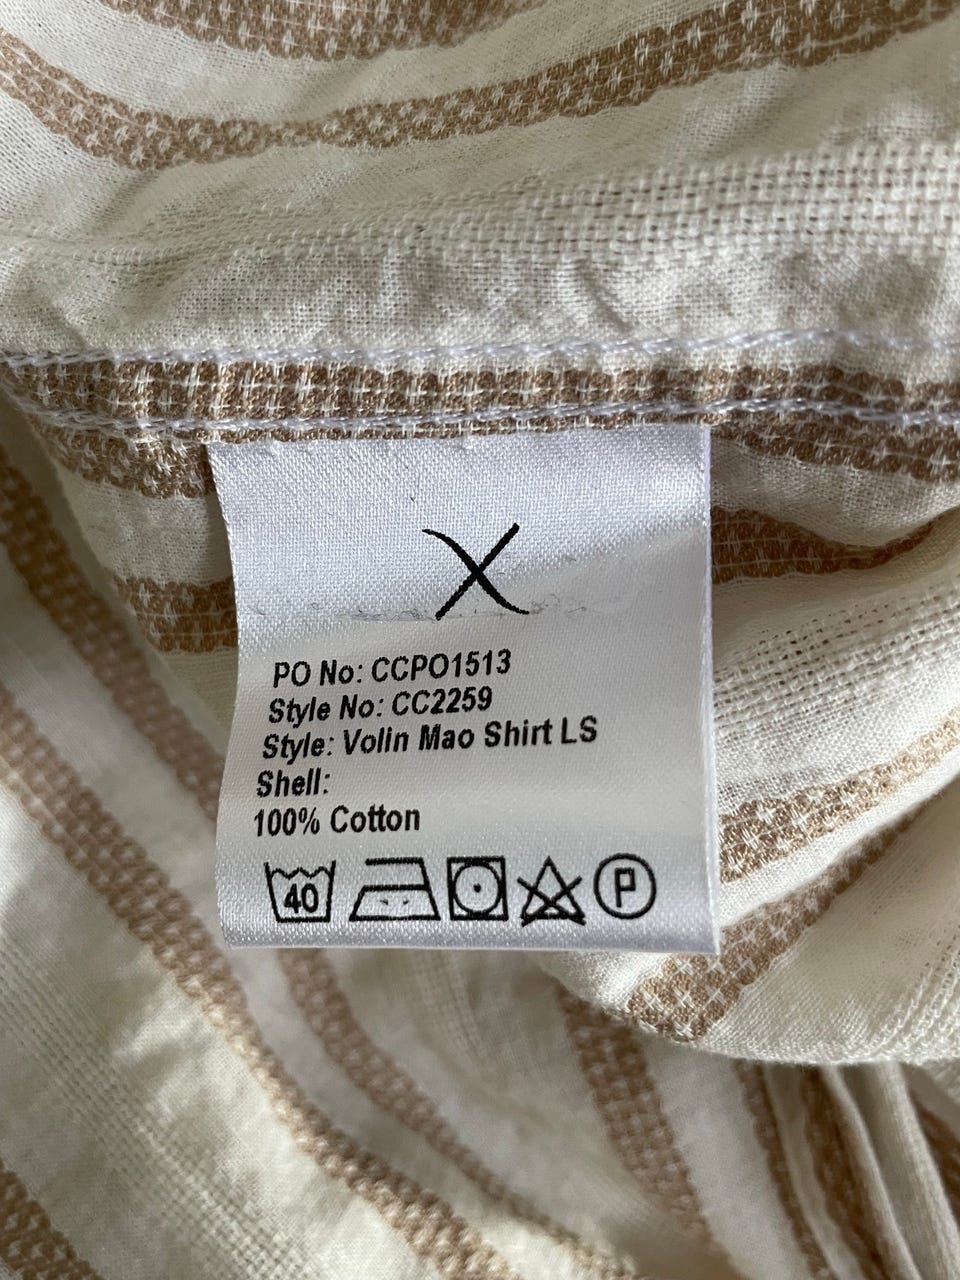 X
PO No: CCPO1513
Style No: CC2259
Style: Volin Mao Shirt LS
Shell:
100% Cotton
40
P